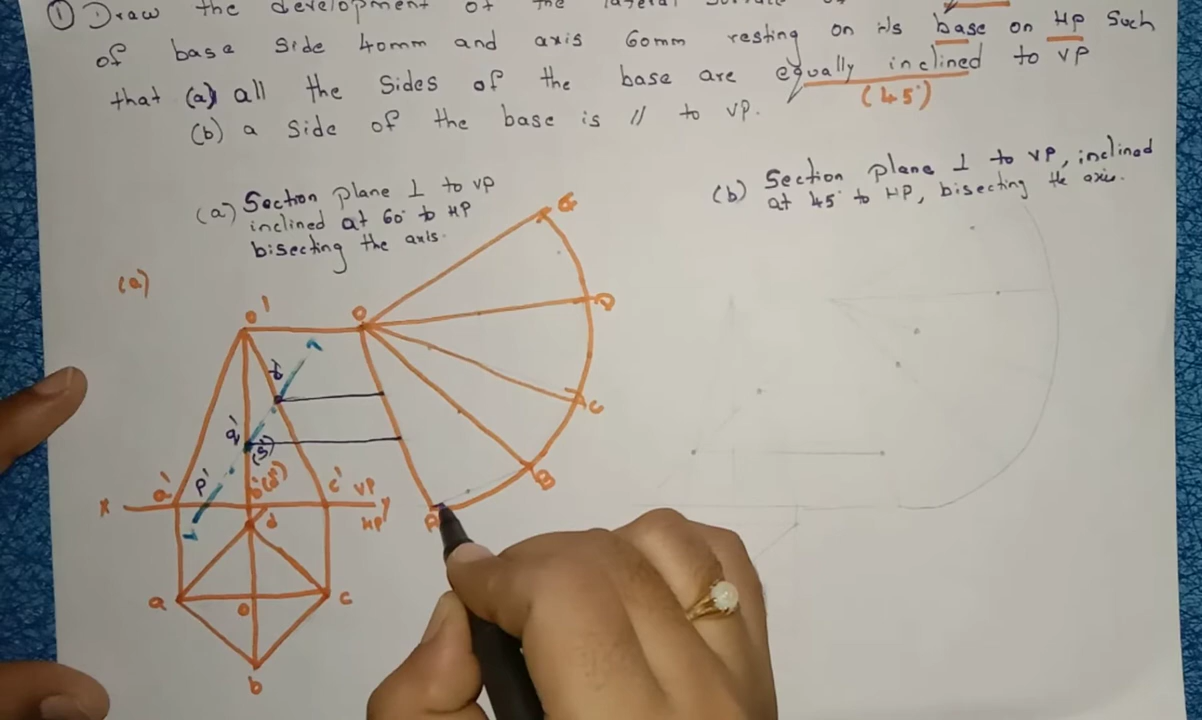 ① Draw the development of the lateral surface
of base side 40mm and axis 60mm resting on its base on HP such
that (a) all the sides of the base are equally inclined to VP
(45°)
(b) a side of the base is // to VP.
(a) Section plane ⊥ to VP
inclined at 60° to HP
bisecting the axis.
(b) Section plane ⊥ to VP, inclined
at 45° to HP, bisecting the axis.
(a)
o'
O
D
C
B
A
q'
(s')
p'
a'
b'(d')
c'
VP
X
Y
HP
d
a
o
c
b